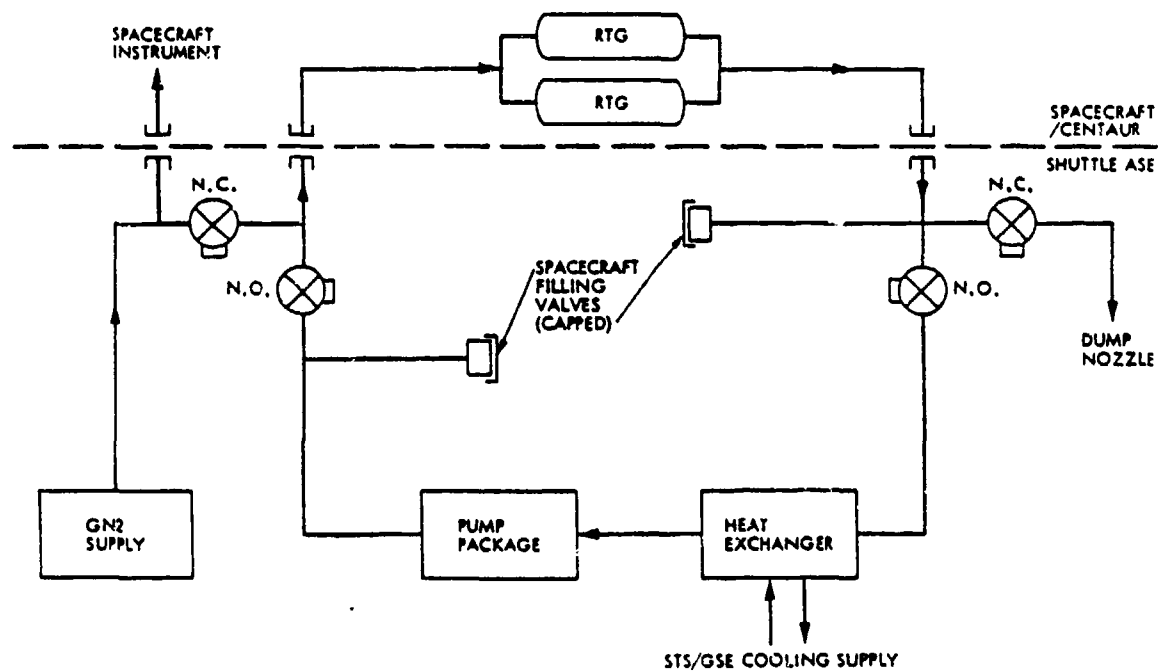 SPACECRAFT
INSTRUMENT
RTG
RTG
SPACECRAFT
/CENTAUR
SHUTTLE ASE
N.C.
N.C.
N.O.
SPACECRAFT
FILLING
VALVES
(CAPPED)
N.O.
DUMP
NOZZLE
GN2
SUPPLY
PUMP
PACKAGE
HEAT
EXCHANGER
STS/GSE COOLING SUPPLY